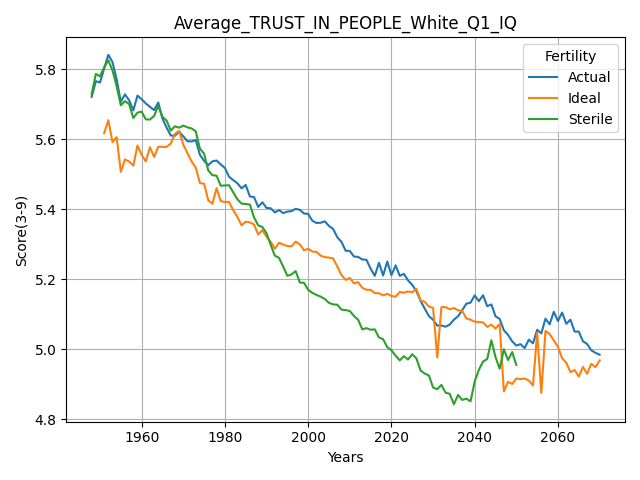 Average_TRUST_IN_PEOPLE_White_Q1_IQ
Fertility
Actual
Ideal
Sterile
Score(3-9)
5.8
5.6
5.4
5.2
5.0
4.8
1960 1980 2000 2020 2040 2060
Years